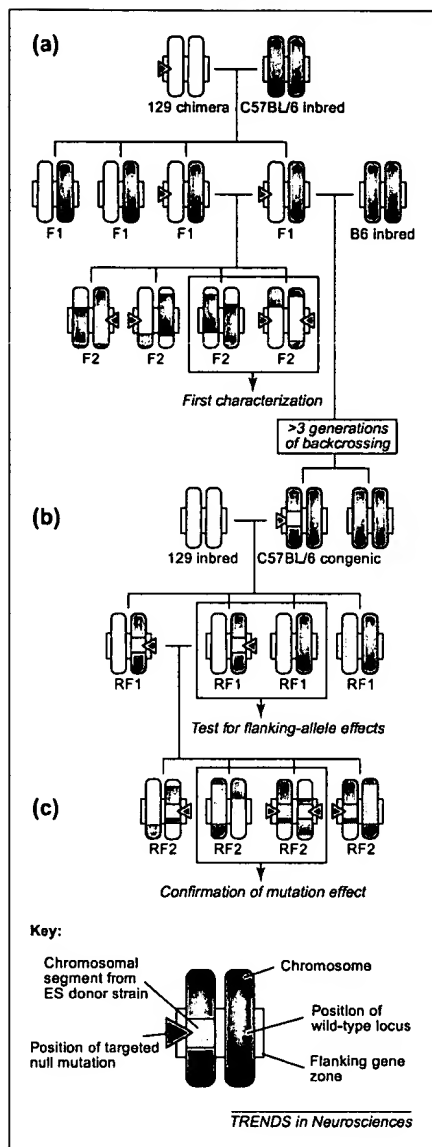 (a)
129 chimera C57BL/6 inbred
F1 F1 F1 F1 B6 inbred
F2 F2 F2 F2
First characterization
>3 generations
of backcrossing
(b)
129 inbred C57BL/6 congenic
RF1 RF1 RF1 RF1
Test for flanking-allele effects
(c)
RF2 RF2 RF2 RF2
Confirmation of mutation effect
Key:
Chromosomal
segment from
ES donor strain
Position of targeted
null mutation
Chromosome
Position of
wild-type locus
Flanking gene
zone
TRENDS in Neurosciences